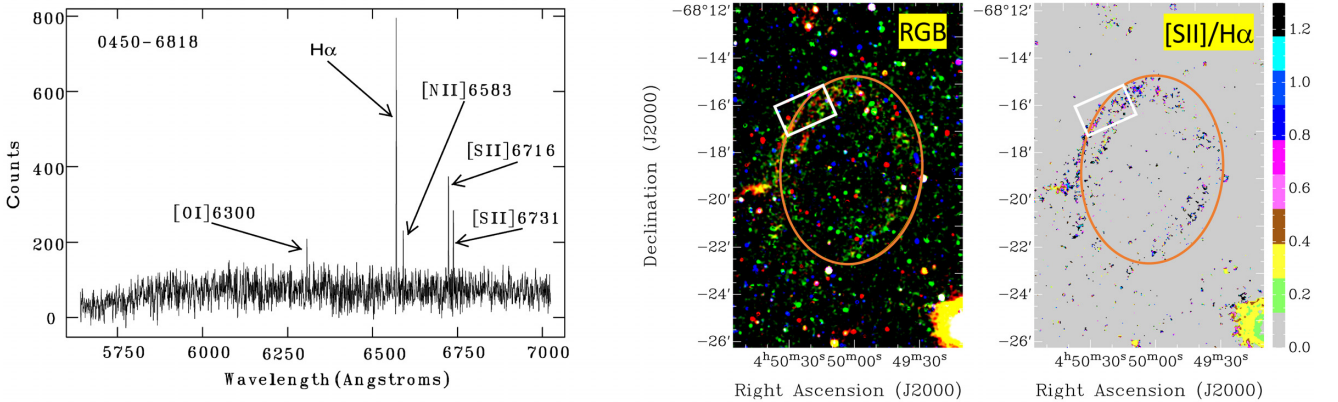 800
600
400
200
0
Counts
0450-6818
Hα
[NII]6583
[SII]6716
[OI]6300
[SII]6731
5750 6000 6250 6500 6750 7000
Wavelength(Angstroms)
−68°12′
−14′
−16′
−18′
−20′
−22′
−24′
−26′
Declination (J2000)
RGB
4ʰ50ᵐ30ˢ 50ᵐ00ˢ 49ᵐ30ˢ
Right Ascension (J2000)
−68°12′
−14′
−16′
−18′
−20′
−22′
−24′
−26′
[SII]/Hα
4ʰ50ᵐ30ˢ 50ᵐ00ˢ 49ᵐ30ˢ
Right Ascension (J2000)
1.2
1.0
0.8
0.6
0.4
0.2
0.0